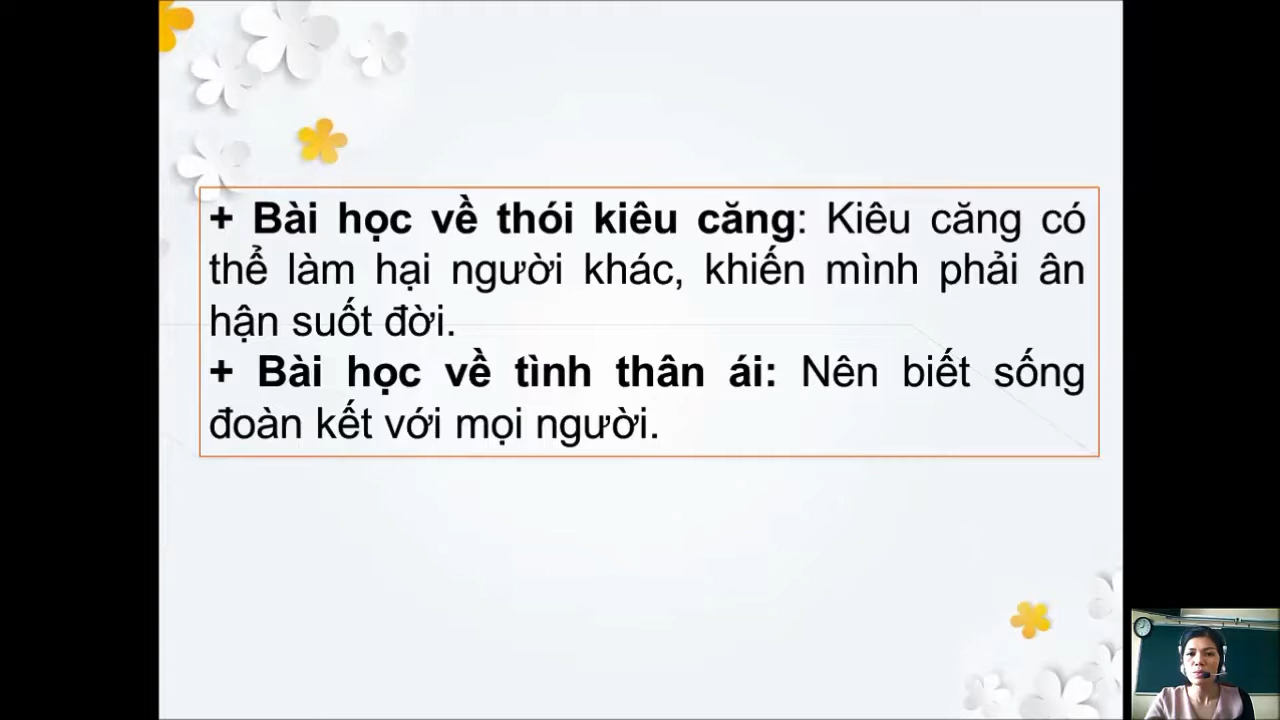 + Bài học về thói kiêu căng: Kiêu căng có
thể làm hại người khác, khiến mình phải ân
hận suốt đời.
+ Bài học về tình thân ái: Nên biết sống
đoàn kết với mọi người.